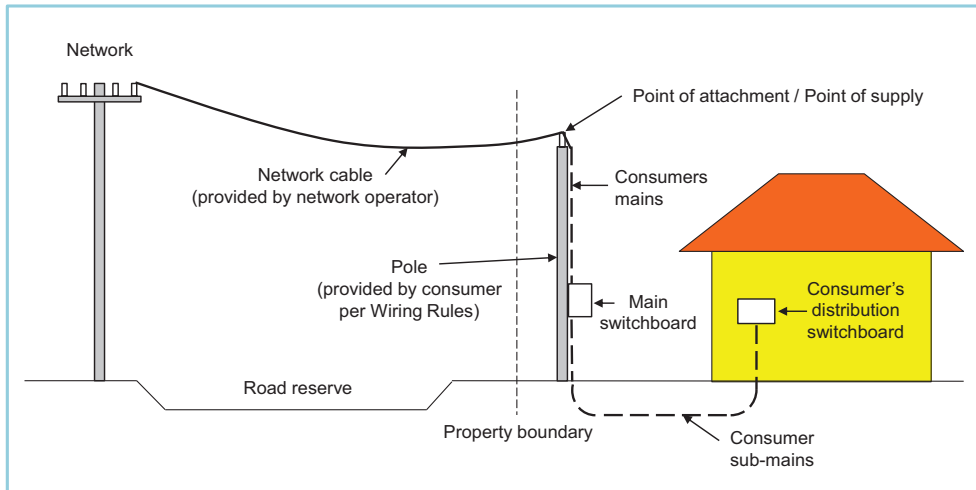 Network
Point of attachment / Point of supply
Network cable
(provided by network operator)
Consumers
mains
Pole
(provided by consumer
per Wiring Rules)
Main
switchboard
Consumer’s
distribution
switchboard
Road reserve
Property boundary
Consumer
sub-mains